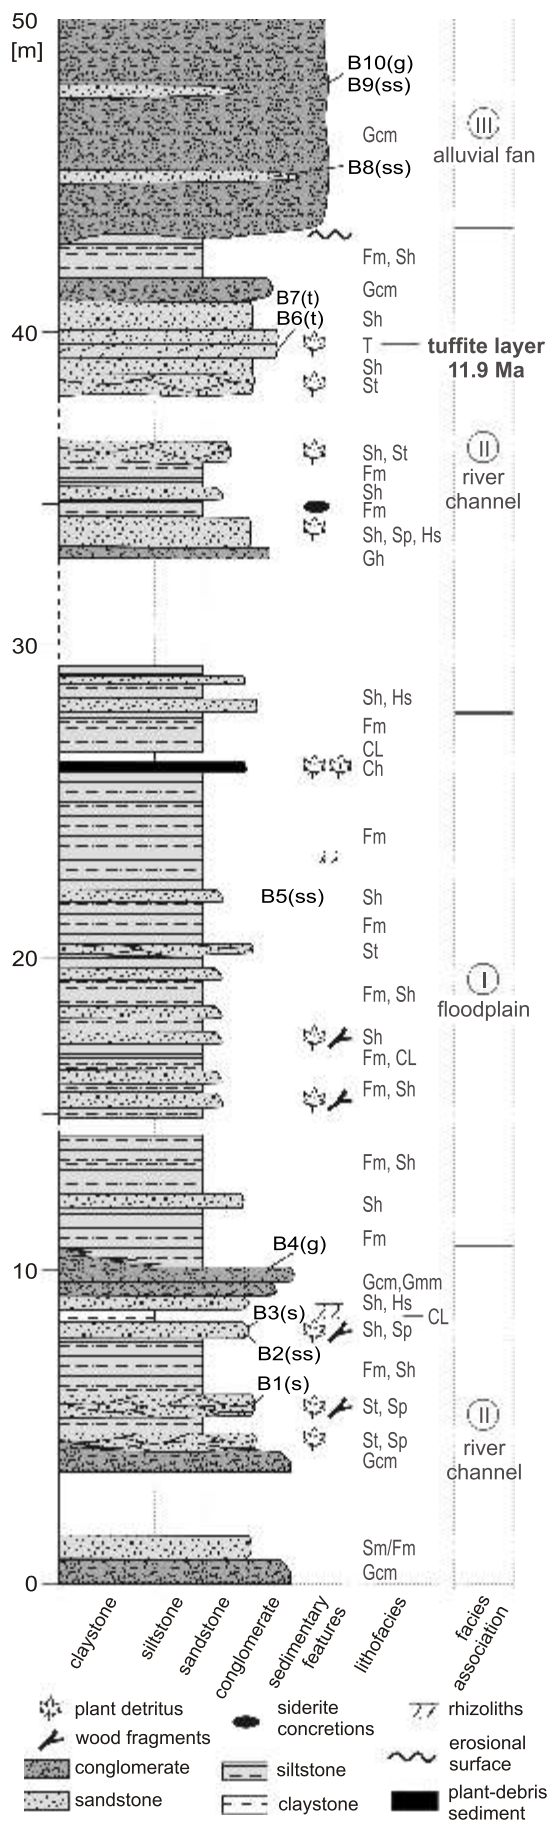 50
[m]
B10(g)
B9(ss)
Gcm
III
alluvial fan
B8(ss)
Fm, Sh
Gcm
B7(t)
B6(t)
Sh
40
T
tuffite layer
11.9 Ma
Sh
St
Sh, St
Fm
Sh
Fm
Sh, Sp, Hs
Gh
II
river
channel
30
Sh, Hs
Fm
CL
Ch
Fm
B5(ss)
Sh
Fm
St
20
Fm, Sh
I
floodplain
Sh
Fm, CL
Fm, Sh
Fm, Sh
Sh
Fm
B4(g)
10
Gcm,Gmm
Sh, Hs
B3(s)
CL
Sh, Sp
B2(ss)
Fm, Sh
B1(s)
St, Sp
St, Sp
Gcm
II
river
channel
Sm/Fm
Gcm
0
claystone
siltstone
sandstone
conglomerate
sedimentary
features
lithofacies
facies
association
plant detritus
wood fragments
conglomerate
sandstone
siderite
concretions
siltstone
claystone
rhizoliths
erosional
surface
plant-debris
sediment